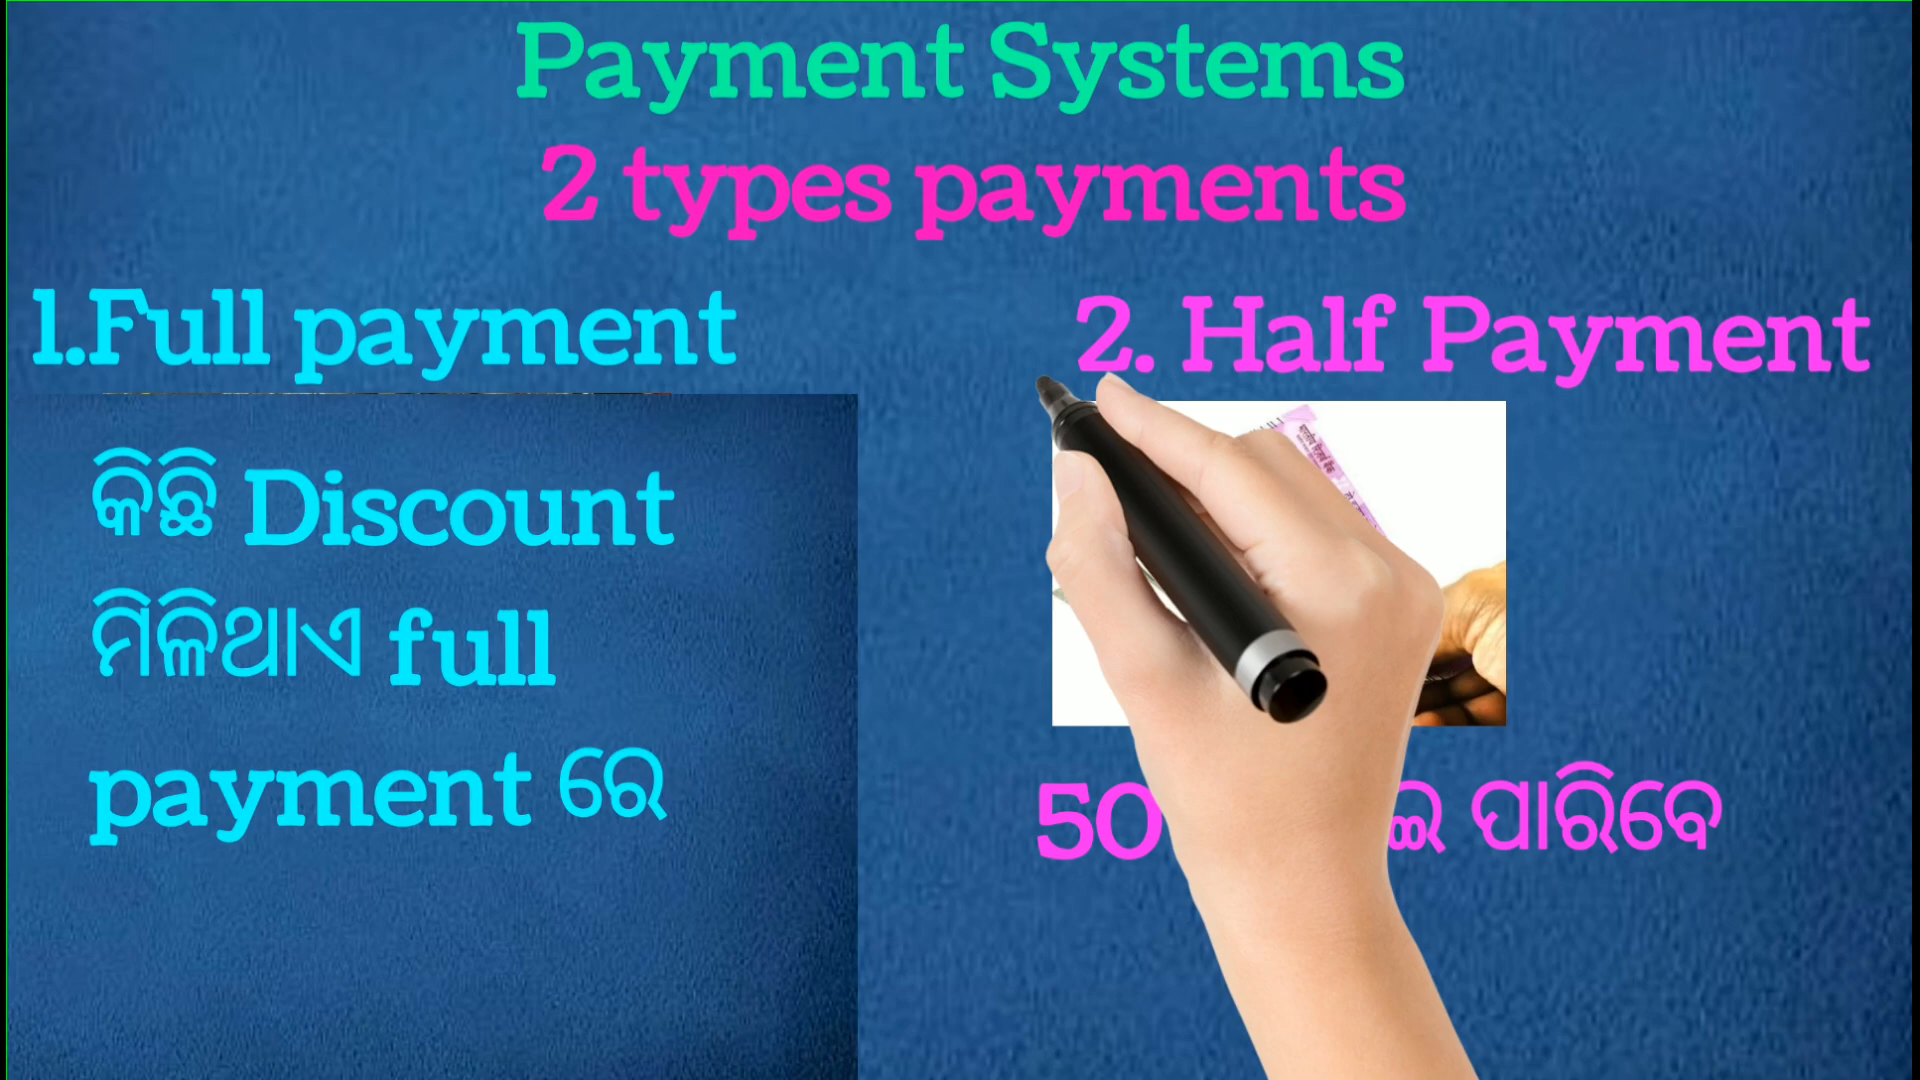 Payment Systems
2 types payments
1.Full payment
2. Half Payment
କିଛି Discount
ମିଳିଥାଏ full
payment ରେ
50 ଇ ପାରିବେ